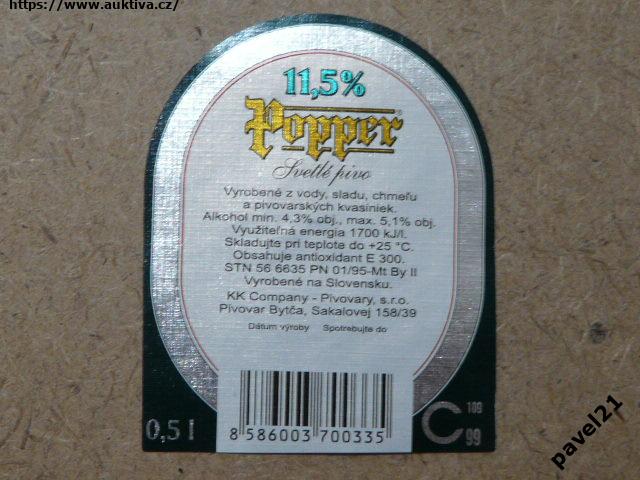 https://www.auktiva.cz/
11,5%
Popper
Svetlé pivo
Vyrobené z vody, sladu, chmeľu
a pivovarských kvasiniek.
Alkohol min. 4,3% obj., max. 5,1% obj.
Využiteľná energia 1700 kJ/l.
Skladujte pri teplote do +25 °C.
Obsahuje antioxidant E 300.
STN 56 6635 PN 01/95-Mt By II
Vyrobené na Slovensku.
KK Company - Pivovary, s.r.o.
Pivovar Bytča, Sakalovej 158/39
Dátum výroby Spotrebujte do
0,5 l
8 586003 700335
C 109
99
pavel21